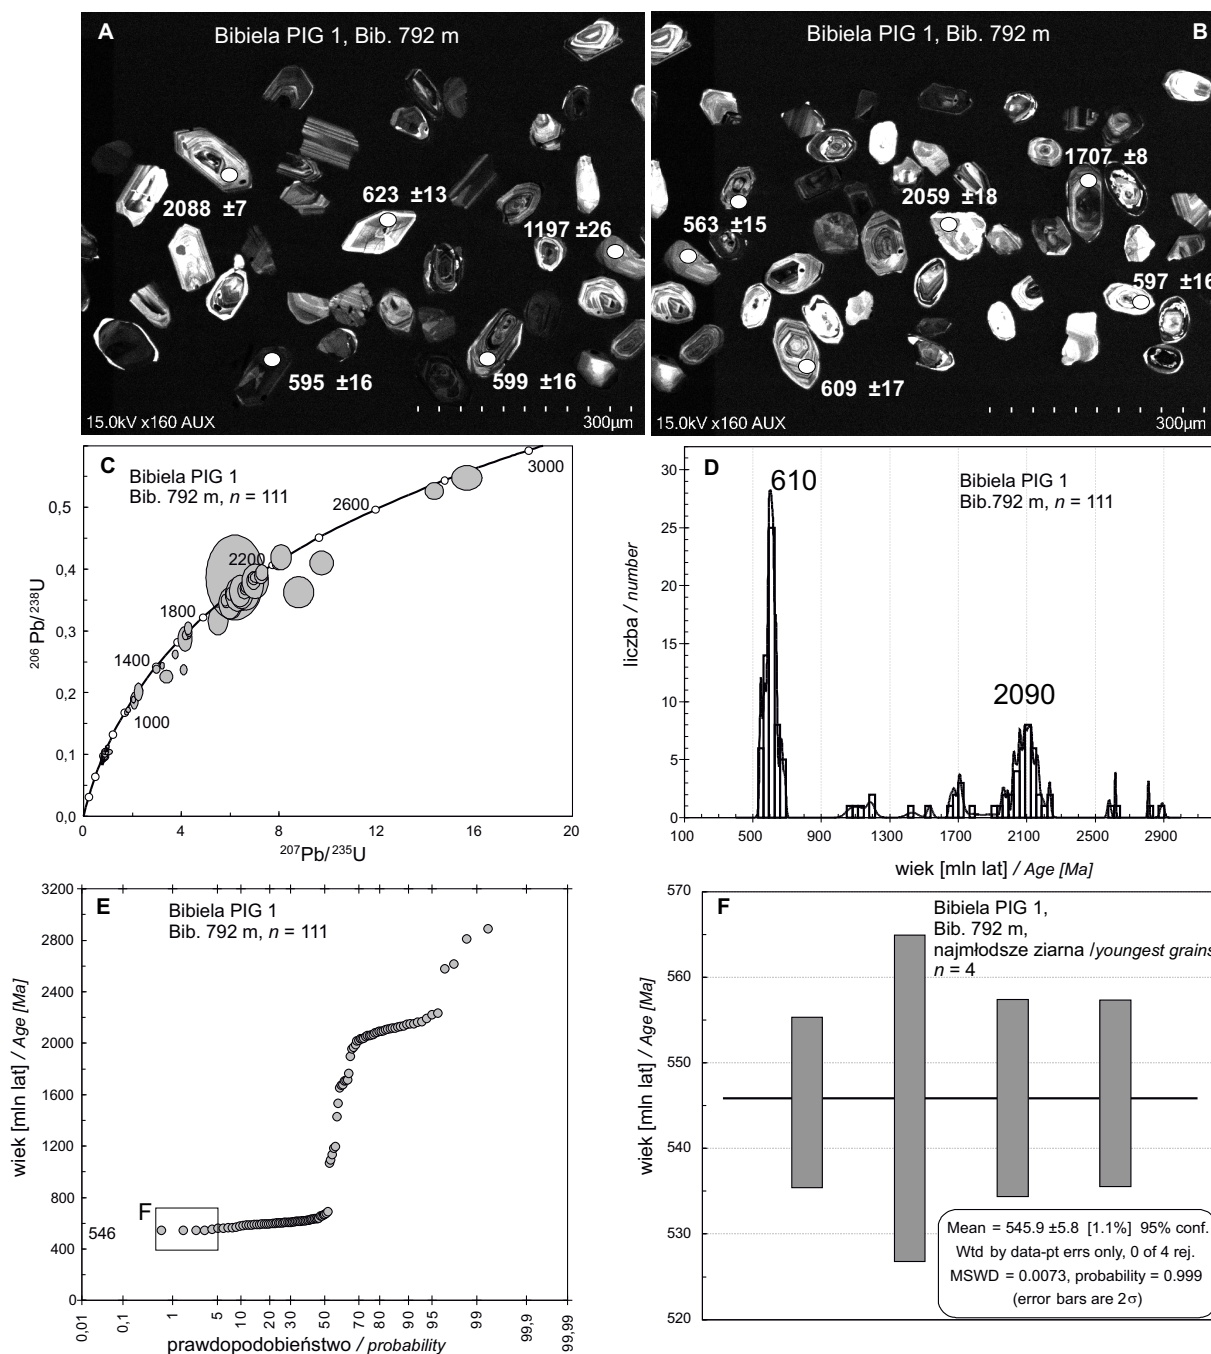 A
Bibiela PIG 1, Bib. 792 m
2088 ±7
623 ±13
1197 ±26
595 ±16
599 ±16
15.0kV x160 AUX
300µm
B
Bibiela PIG 1, Bib. 792 m
1707 ±8
2059 ±18
563 ±15
597 ±16
609 ±17
15.0kV x160 AUX
300µm
C
Bibiela PIG 1
Bib. 792 m, n = 111
3000
2600
2200
1800
1400
1000
0,5
0,4
0,3
0,2
0,1
0,0
0 4 8 12 16 20
206Pb/238U
207Pb/235U
D
Bibiela PIG 1
Bib.792 m, n = 111
610
2090
30
25
20
15
10
5
0
100 500 900 1300 1700 2100 2500 2900
liczba / number
wiek [mln lat] / Age [Ma]
E
Bibiela PIG 1
Bib. 792 m, n = 111
3200
2800
2400
2000
1600
1200
800
400
0
F
546
0,01 0,1 1 5 10 20 30 50 70 80 90 95 99 99,9 99,99
wiek [mln lat] / Age [Ma]
prawdopodobieństwo / probability
F
Bibiela PIG 1,
Bib. 792 m,
najmłodsze ziarna /youngest grains
n = 4
570
560
550
540
530
520
wiek [mln lat] / Age [Ma]
Mean = 545.9 ±5.8 [1.1%] 95% conf.
Wtd by data-pt errs only, 0 of 4 rej.
MSWD = 0.0073, probability = 0.999
(error bars are 2σ)